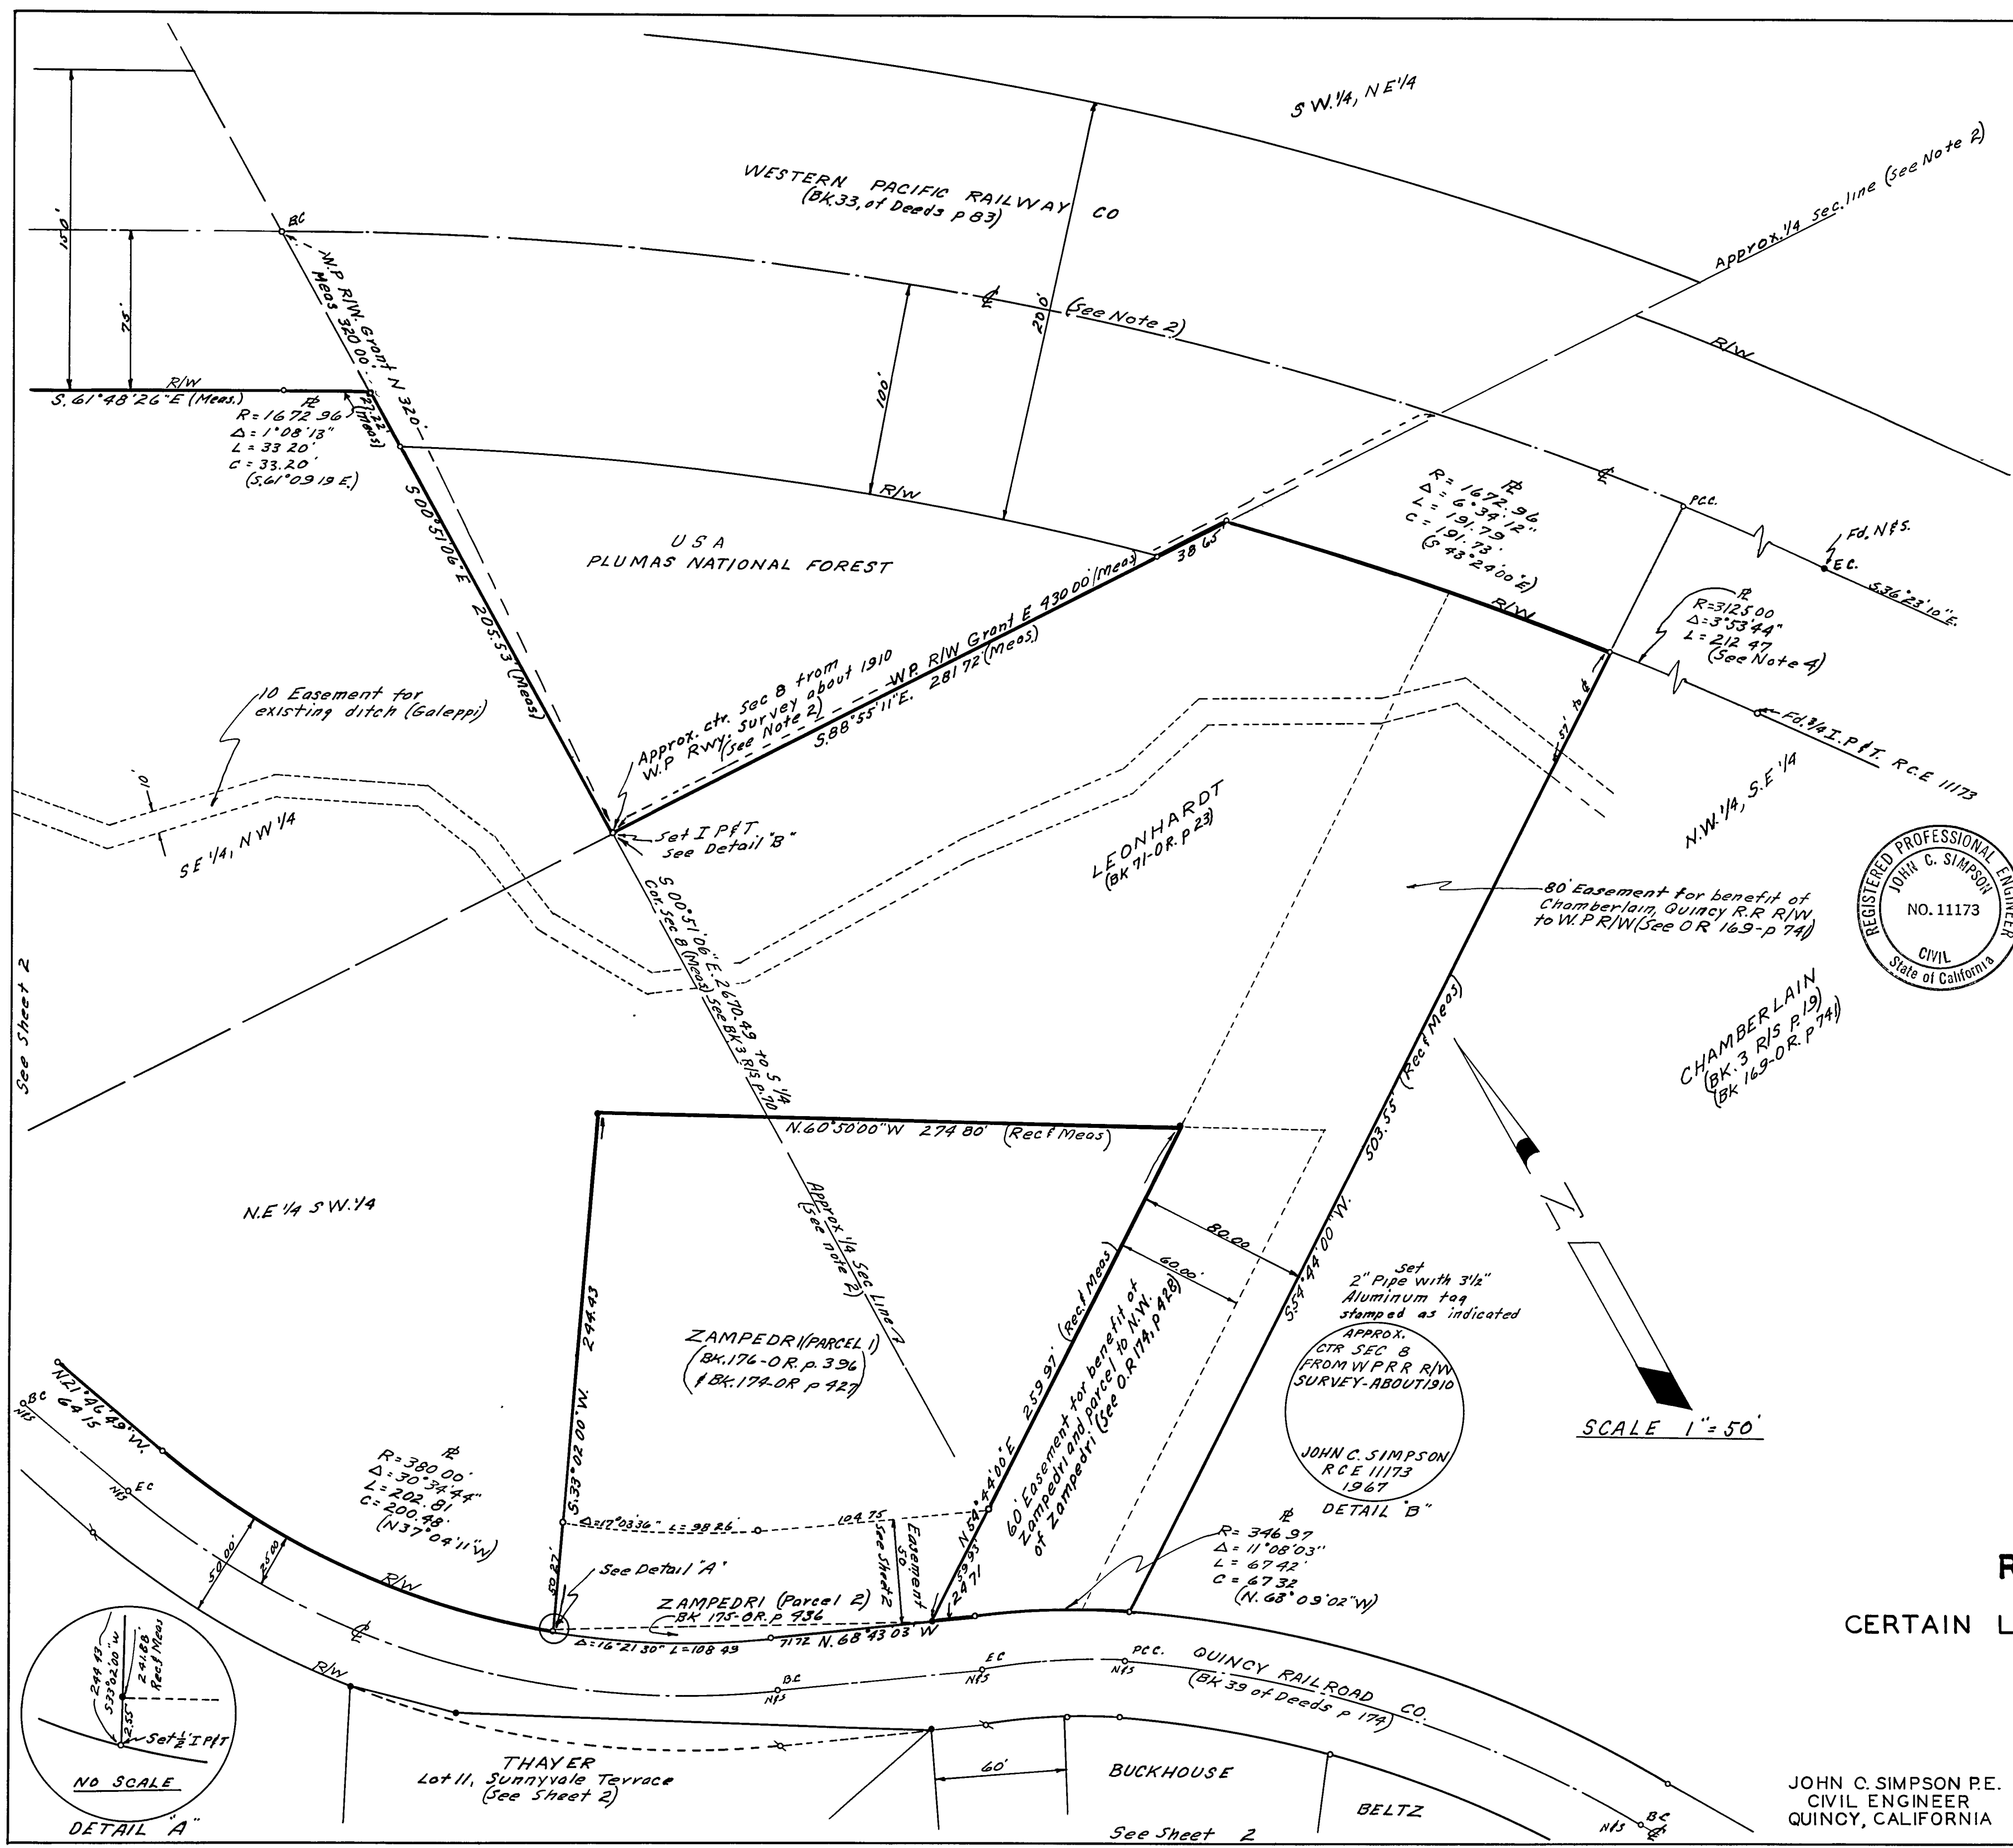 S W. 1/4, N E 1/4
WESTERN PACIFIC RAILWAY CO
(BK.33, of Deeds p 83)
Approx. 1/4 sec. line (see Note 2)
150'
75'
BC
W.P R/W. Grant N 320'
Meas 320 00'
R/W
S. 61°48'26"E (Meas.)
PL
R = 1672 96'
Δ = 1°08'13"
L = 33 20'
C = 33.20'
(S.61°09 19 E.)
27.22'
(Meas)
100'
200'
℄ (See Note 2)
R/W
R/W
S 00°51'06"E 205.53'(Meas)
U S A
PLUMAS NATIONAL FOREST
38 65'
W.P. R/W Grant E 430 00'(Meas)
S.88°55'11"E. 281 72'(Meas)
PL
R = 1672.96
Δ = 6°34'12"
L = 191.79
C = 191.73'
(S 43°24'00"E)
R/W
℄
P.C.C.
Fd. N&S.
E C.
S.36°23'10"E.
PL
R=3125 00
Δ=3°53'44"
L = 212 47
(See Note 4)
Fd. 3/4 I.P & T. R.C.E 11173
10 Easement for
existing ditch (Galeppi)
10'
S E 1/4, N W 1/4
Approx. ctr. Sec 8 from
W.P Rwy. survey about 1910
(see Note 2)
Set I P & T
See Detail "B"
LEONHARDT
(BK 71-O R. p 23)
N.W. 1/4, S.E 1/4
80' Easement for benefit of
Chamberlain, Quincy R.R R/W
to W.P R/W (See O R 169-p 741)
REGISTERED PROFESSIONAL ENGINEER
JOHN C. SIMPSON
NO. 11173
CIVIL
State of California
CHAMBERLAIN
(BK. 3 R/S P. 19)
(BK 169-O R. p 741)
See Sheet 2
S 00°51'06"E. 2670.49 to S 1/4
Cor. Sec 8 (Meas) See BK 3 R/S p. 70
503.55' (Rec & Meas)
S.54°44'00"W.
N.60°50'00"W 274 80' (Rec & Meas)
N.E 1/4 S W. 1/4
Approx 1/4 Sec Line
(see note 2)
80.00
60.00'
S.33°02 00"W. 244.43
ZAMPEDRI (PARCEL 1)
(BK. 176-O R. p. 396
& BK. 174-O R p 427)
N 54°44'00"E 259 97' (Rec.& Meas)
60' Easement for benefit of
Zampedri and parcel to N.W.
of Zampedri (See O.R 174, p 428)
Set
2" Pipe with 3 1/2"
Aluminum tag
stamped as indicated
APPROX.
CTR SEC 8
FROM W P R R R/W
SURVEY-ABOUT 1910
JOHN C. SIMPSON
R C E 11173
1967
DETAIL "B"
N
SCALE 1" = 50'
N.21°46'49"W.
64 15
BC
N&S
EC
N&S
PL
R = 380 00'
Δ = 30°34'44"
L = 202.81
C = 200.48'
(N37°04'11"W)
R/W
50.00'
25.00
Δ=17°03'36" L = 98 26'
104.75
Easement
50'
See Sheet 2
50 27'
See Detail "A"
59 93
24 71
ZAMPEDRI (Parcel 2)
BK 175-O R. p 436
Δ=16°21'30" L=108 49
71 72 N. 68°43 03" W
PL
R = 346 97
Δ = 11°08'03"
L = 67 42'
C = 67 32
(N. 68°09'02"W)
℄
R/W
BC
N&S
EC
N&S
PCC.
N&S
QUINCY RAILROAD CO.
(BK 39 of Deeds p 174)
244 43
S.33°02'00"W
241.88'
Rec & Meas
2.55'
Set 1/2" I P & T
NO SCALE
DETAIL "A"
THAYER
Lot 11, Sunnyvale Terrace
(See Sheet 2)
60'
BUCKHOUSE
BELTZ
See Sheet 2
N&S
BC
℄
R
CERTAIN L
JOHN C. SIMPSON P.E.
CIVIL ENGINEER
QUINCY, CALIFORNIA